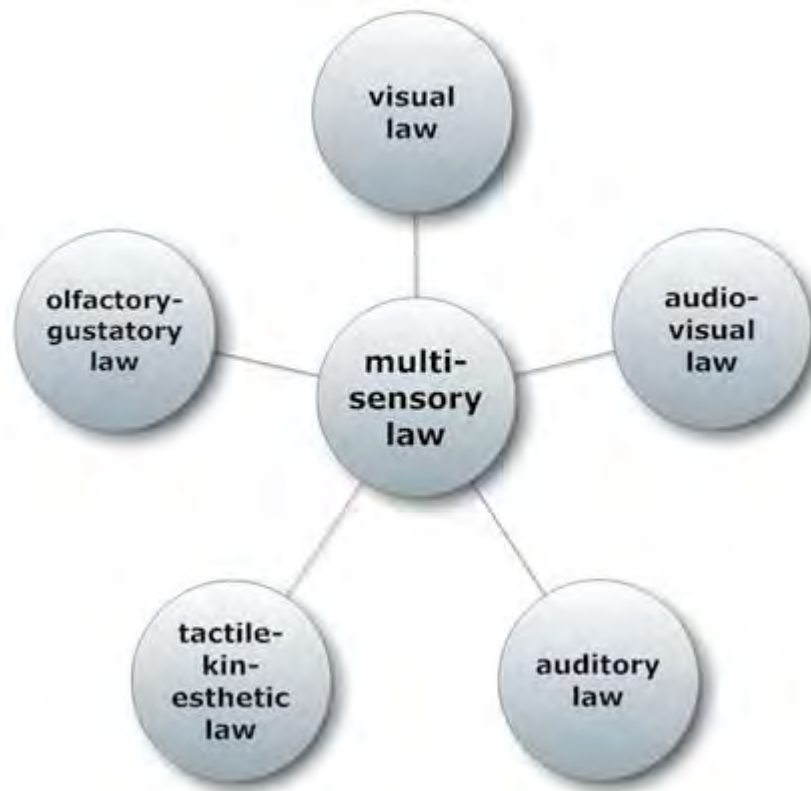 visual
law
olfactory-
gustatory
law
audio-
visual
law
multi-
sensory
law
tactile-
kin-
esthetic
law
auditory
law